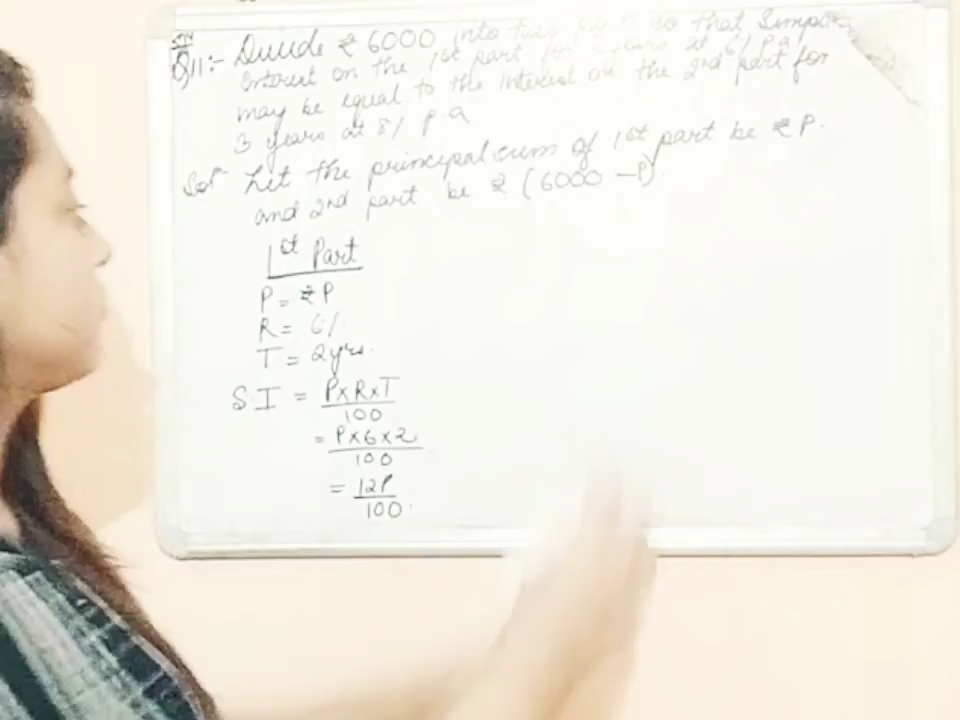 Q11:- Divide ₹ 6000 into two so that Simple
Interest on the 1st part for 2 years at 6% P.a
may be equal to the interest on the 2nd part for
3 years at 8% p.a
Solⁿ Let the principal sum of 1st part be ₹ P.
and 2nd part be ₹ (6000 - P).
1st Part
P = ₹ P
R = 6%
T = 2 yrs.
S.I = P×R×T
100
= P×6×2
100
= 12P
100.